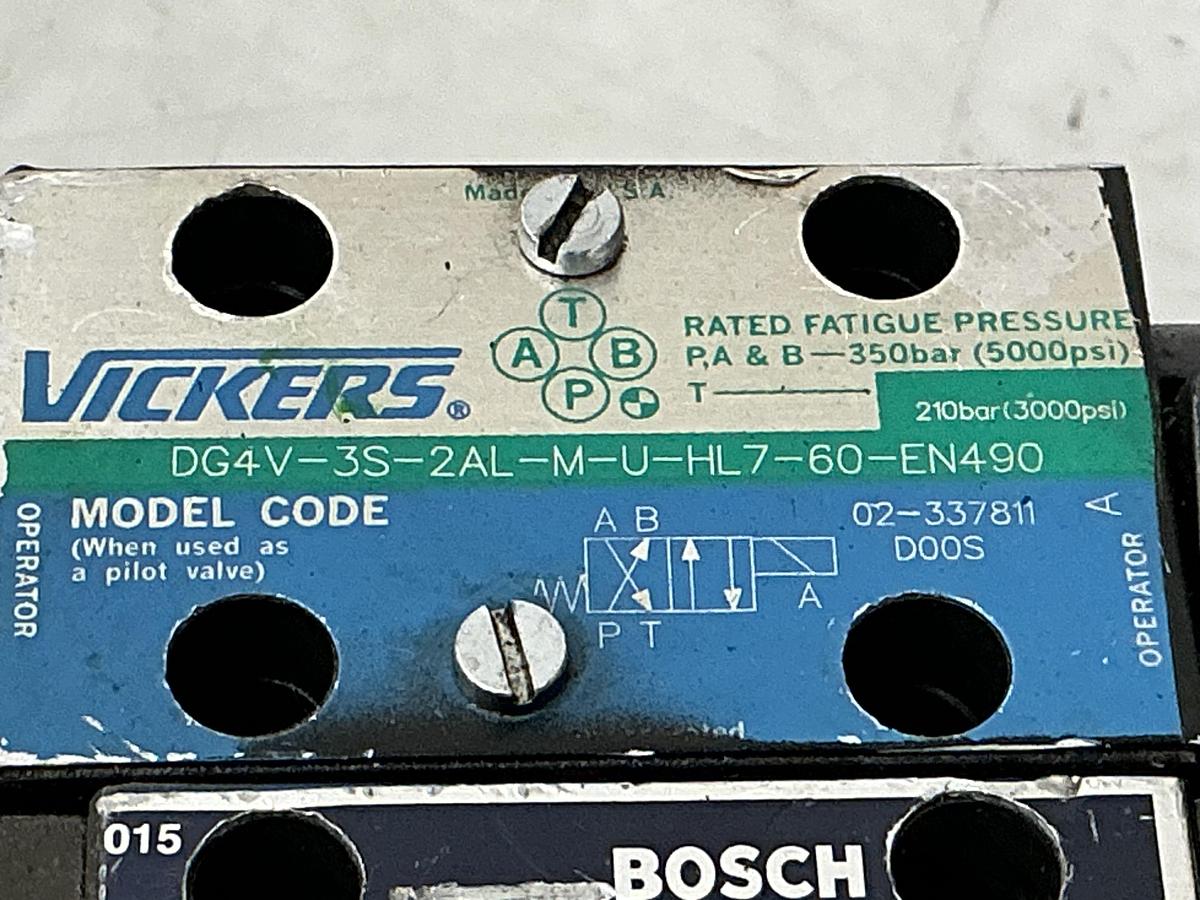 Made S A
T
A B
P
RATED FATIGUE PRESSURE
P,A & B—350bar (5000psi)
T—
210bar(3000psi)
VICKERS®
DG4V-3S-2AL-M-U-HL7-60-EN490
OPERATOR
MODEL CODE
(When used as
a pilot valve)
A B
P T
A
02-337811
D00S
A
OPERATOR
015
BOSCH